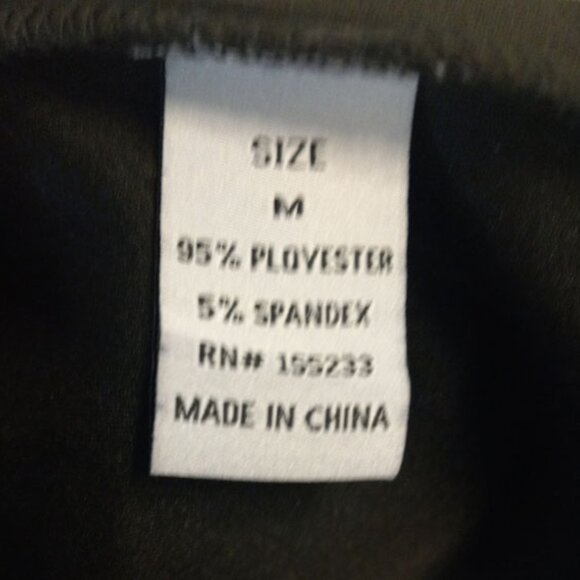 SIZE
M
95% PLOYESTER
5% SPANDEX
RN# 155233
MADE IN CHINA